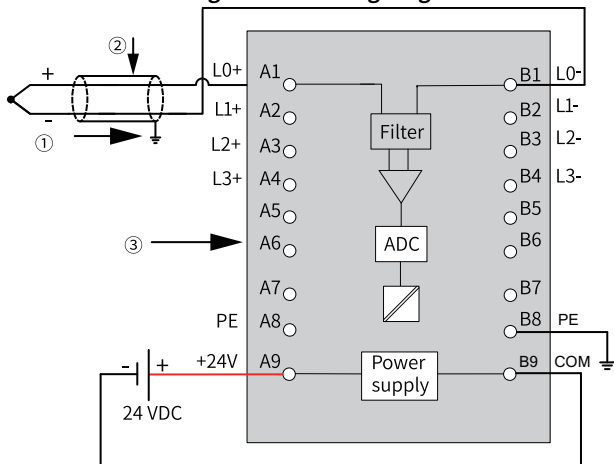 ②
+
L0+ A1 B1 L0-
L1+ A2 B2 L1-
-
①
Filter
L2+ A3 B3 L2-
L3+ A4 B4 L3-
A5 B5
③
A6 ADC B6
A7 B7
PE A8 B8 PE
- + +24V A9 Power supply B9 COM
24 VDC